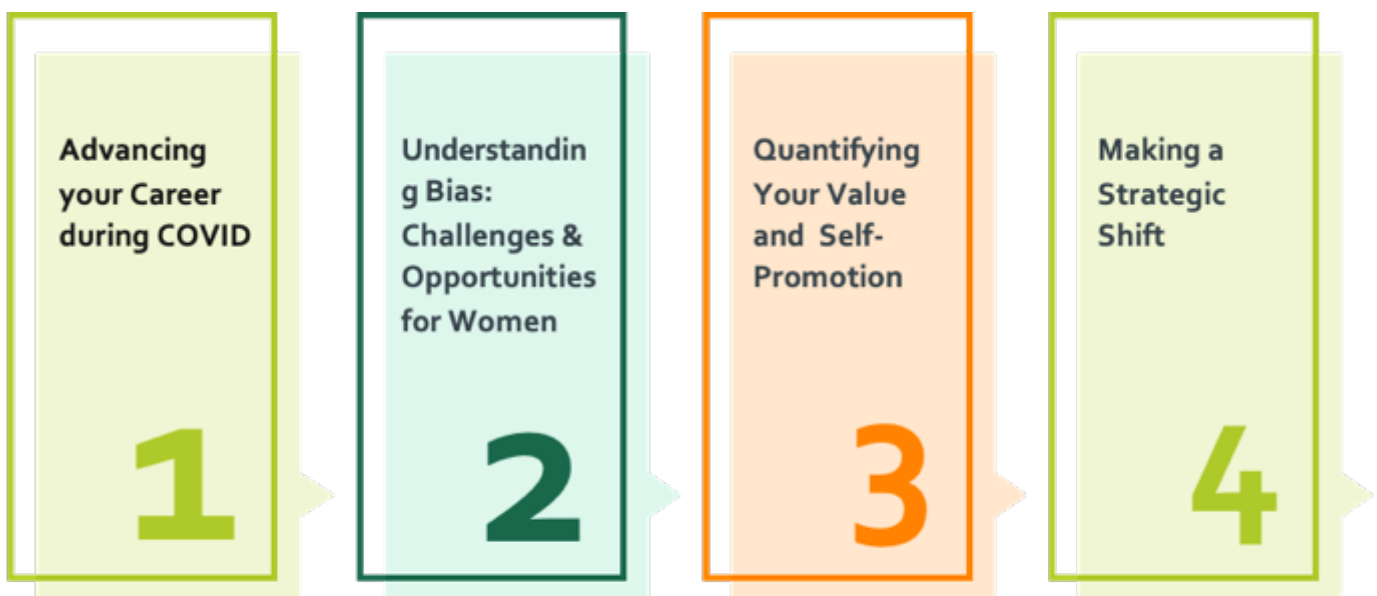 Advancing
your Career
during COVID
1
Understandin
g Bias:
Challenges &
Opportunities
for Women
2
Quantifying
Your Value
and  Self-
Promotion
3
Making a
Strategic
Shift
4